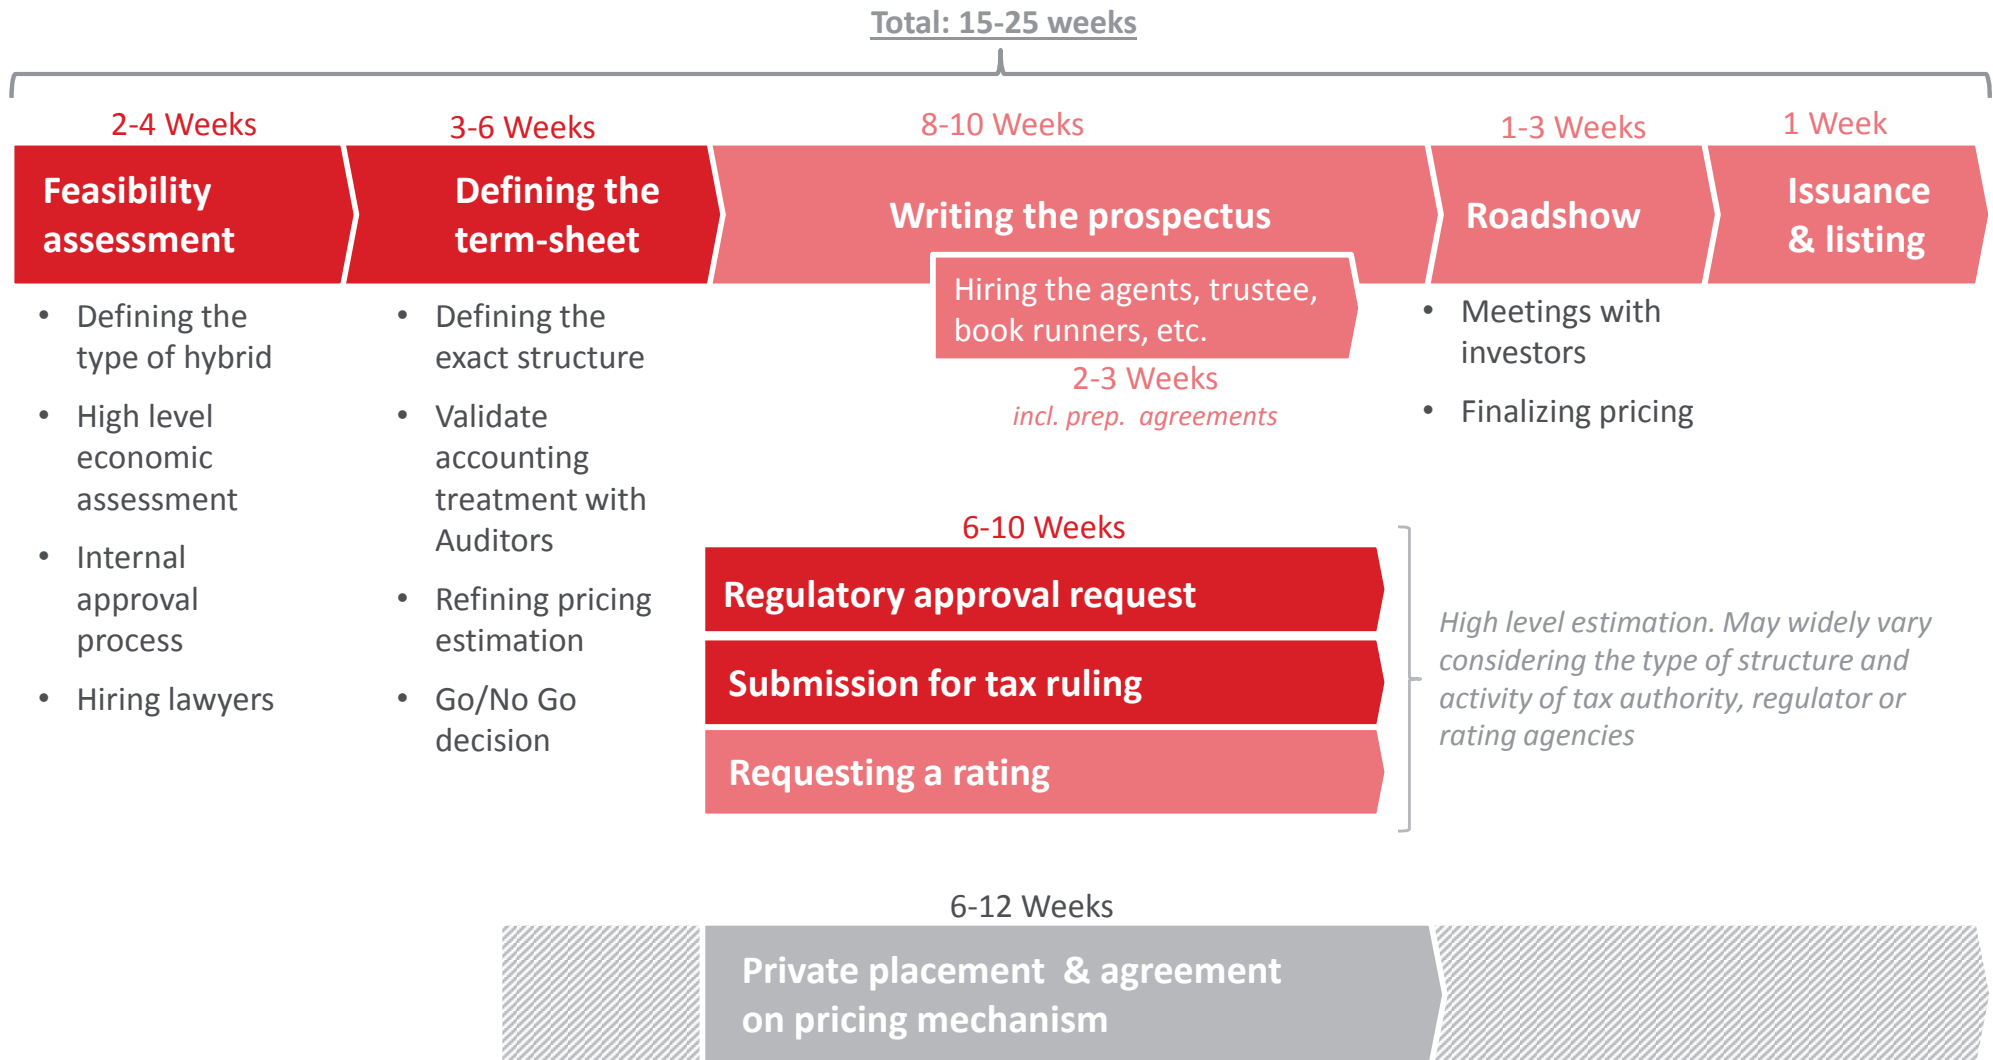 Total: 15-25 weeks
2-4 Weeks
3-6 Weeks
8-10 Weeks
1-3 Weeks
1 Week
Feasibility
assessment
Defining the
term-sheet
Writing the prospectus
Roadshow
Issuance
& listing
Hiring the agents, trustee,
book runners, etc.
2-3 Weeks
incl. prep. agreements
• Defining the
type of hybrid
• High level
economic
assessment
• Internal
approval
process
• Hiring lawyers
• Defining the
exact structure
• Validate
accounting
treatment with
Auditors
• Refining pricing
estimation
• Go/No Go
decision
• Meetings with
investors
• Finalizing pricing
6-10 Weeks
Regulatory approval request
Submission for tax ruling
Requesting a rating
High level estimation. May widely vary
considering the type of structure and
activity of tax authority, regulator or
rating agencies
6-12 Weeks
Private placement & agreement
on pricing mechanism